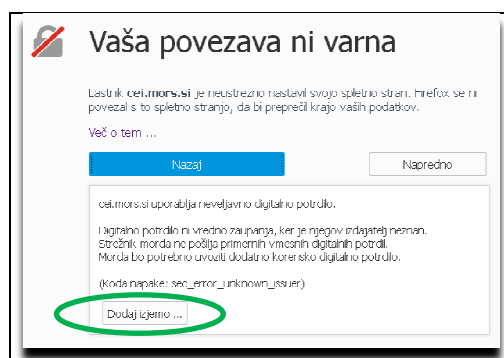 Vaša povezava ni varna
Lastnik cei.mors.si je neustrezno nastavil svojo spletno stran. Firefox se ni
povezal s to spletno stranjo, da bi preprečil krajo vaših podatkov.
Več o tem ...
Nazaj
Napredno
cei.mors.si uporablja neveljavno digitalno potrdilo.
Digitalno potrdilo ni vredno zaupanja, ker je njegov izdajatelj neznan.
Strežnik morda ne pošilja primernih vmesnih digitalnih potrdil.
Morda bo potrebno uvoziti dodatno korensko digitalno potrdilo.
(Koda napake: sec_error_unknown_issuer)
Dodaj izjemo ...